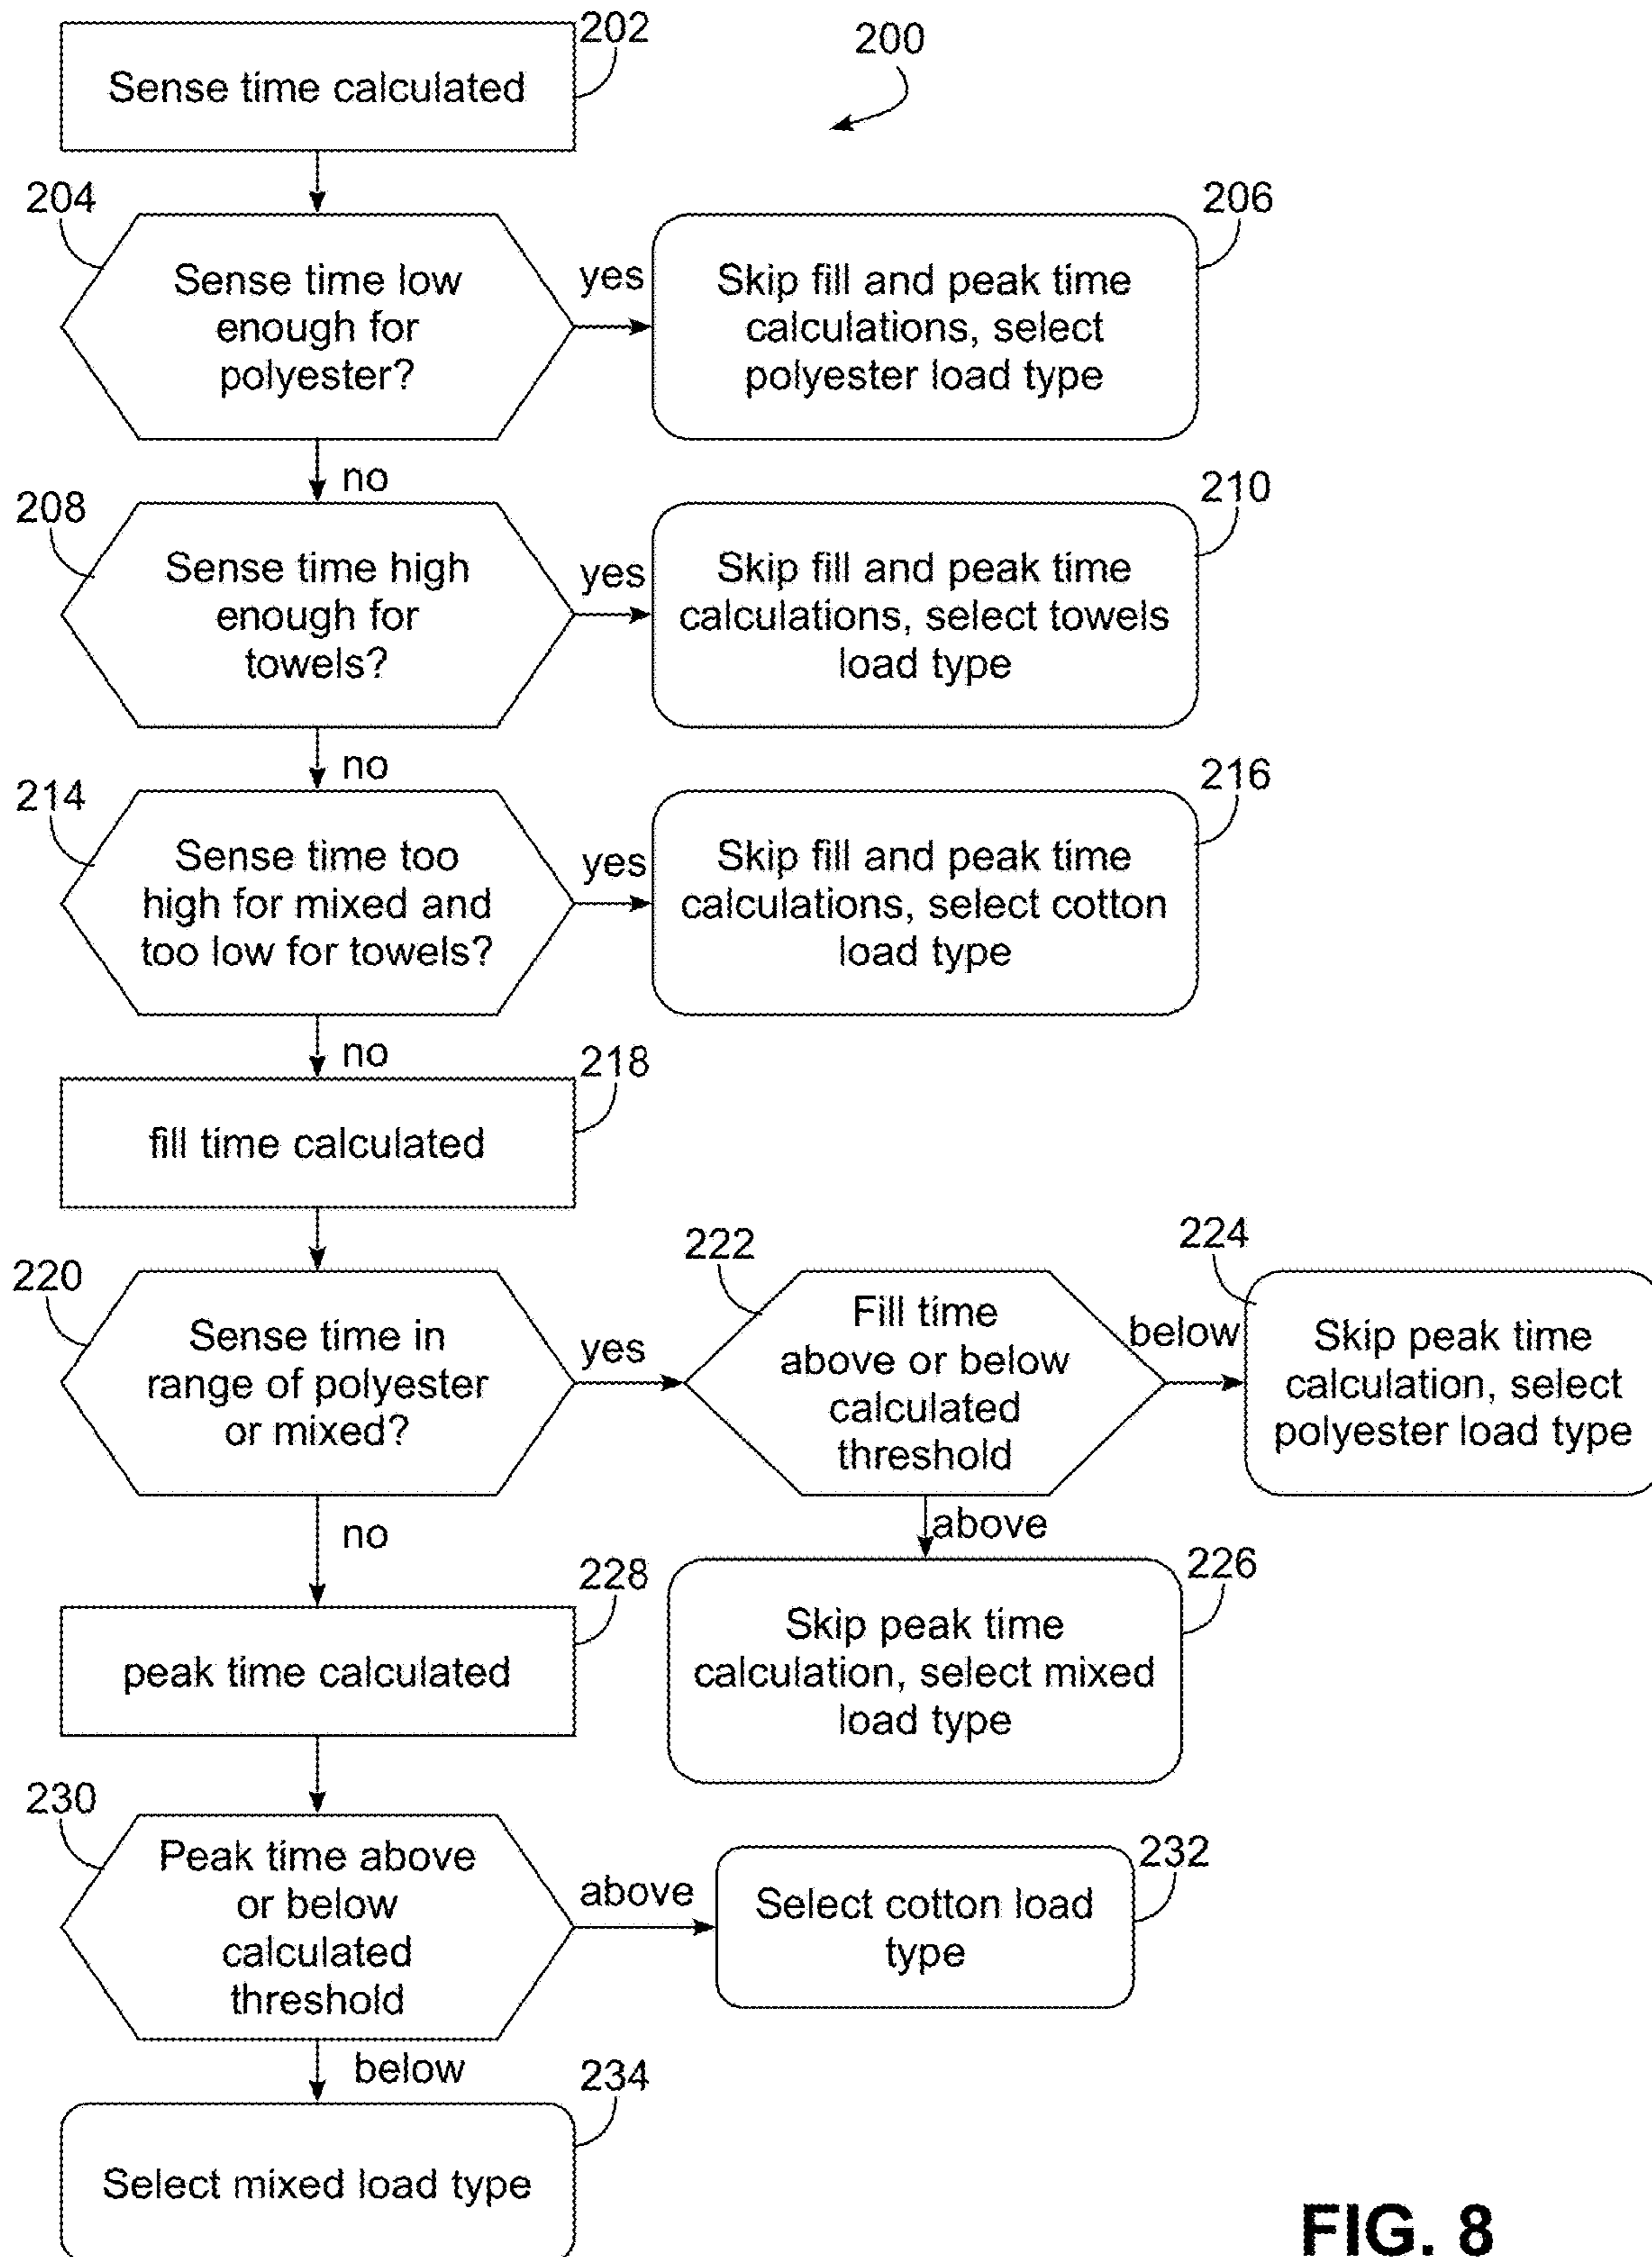 202
200
Sense time calculated
204
206
Sense time low
enough for
polyester?
yes
Skip fill and peak time
calculations, select
polyester load type
no
208
210
Sense time high
enough for
towels?
yes
Skip fill and peak time
calculations, select towels
load type
no
214
216
Sense time too
high for mixed and
too low for towels?
yes
Skip fill and peak time
calculations, select cotton
load type
no
218
fill time calculated
220
222
224
Sense time in
range of polyester
or mixed?
yes
Fill time
above or below
calculated
threshold
below
Skip peak time
calculation, select
polyester load type
no
above
228
226
peak time calculated
Skip peak time
calculation, select mixed
load type
230
232
Peak time above
or below
calculated
threshold
above
Select cotton load
type
below
234
Select mixed load type
FIG. 8